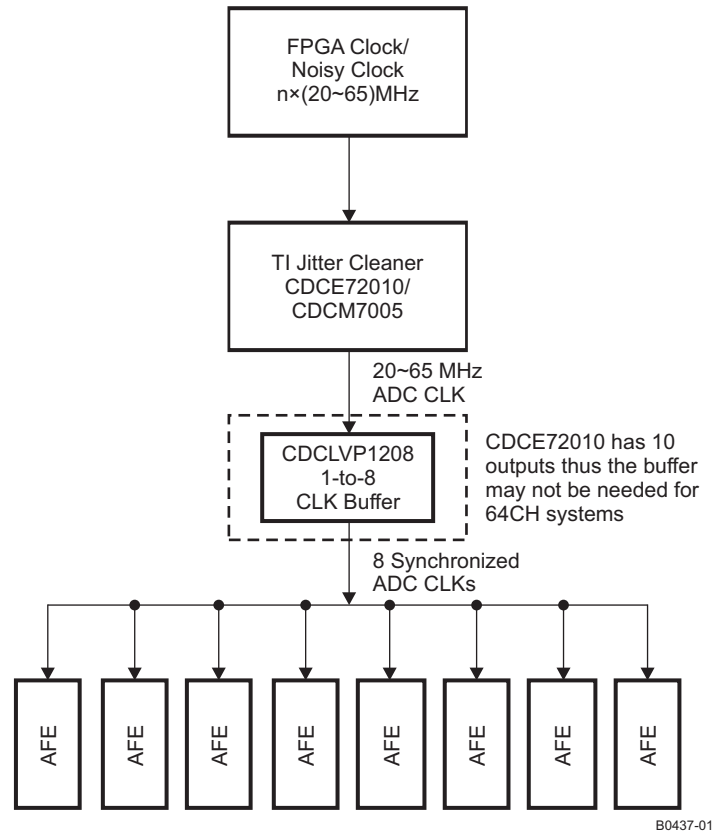 FPGA Clock/
Noisy Clock
n×(20~65)MHz
TI Jitter Cleaner
CDCE72010/
CDCM7005
20~65 MHz
ADC CLK
CDCLVP1208
1-to-8
CLK Buffer
CDCE72010 has 10
outputs thus the buffer
may not be needed for
64CH systems
8 Synchronized
ADC CLKs
AFE
AFE
AFE
AFE
AFE
AFE
AFE
AFE
B0437-01